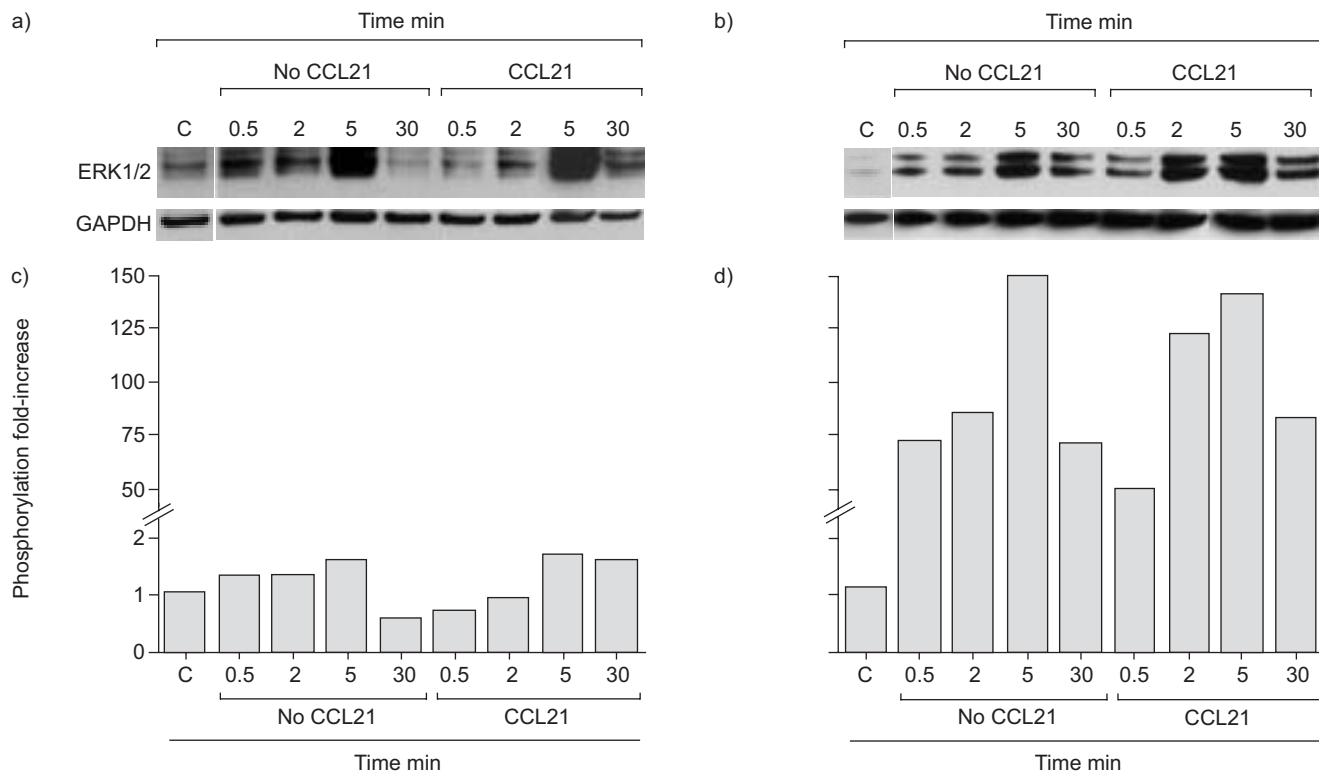 a)
Time min
No CCL21 CCL21
C 0.5 2 5 30 0.5 2 5 30
ERK1/2
GAPDH
b)
Time min
No CCL21 CCL21
C 0.5 2 5 30 0.5 2 5 30
c)
Phosphorylation fold-increase
150
125
100
75
50
2
1
0
C 0.5 2 5 30 0.5 2 5 30
No CCL21 CCL21
Time min
d)
C 0.5 2 5 30 0.5 2 5 30
No CCL21 CCL21
Time min